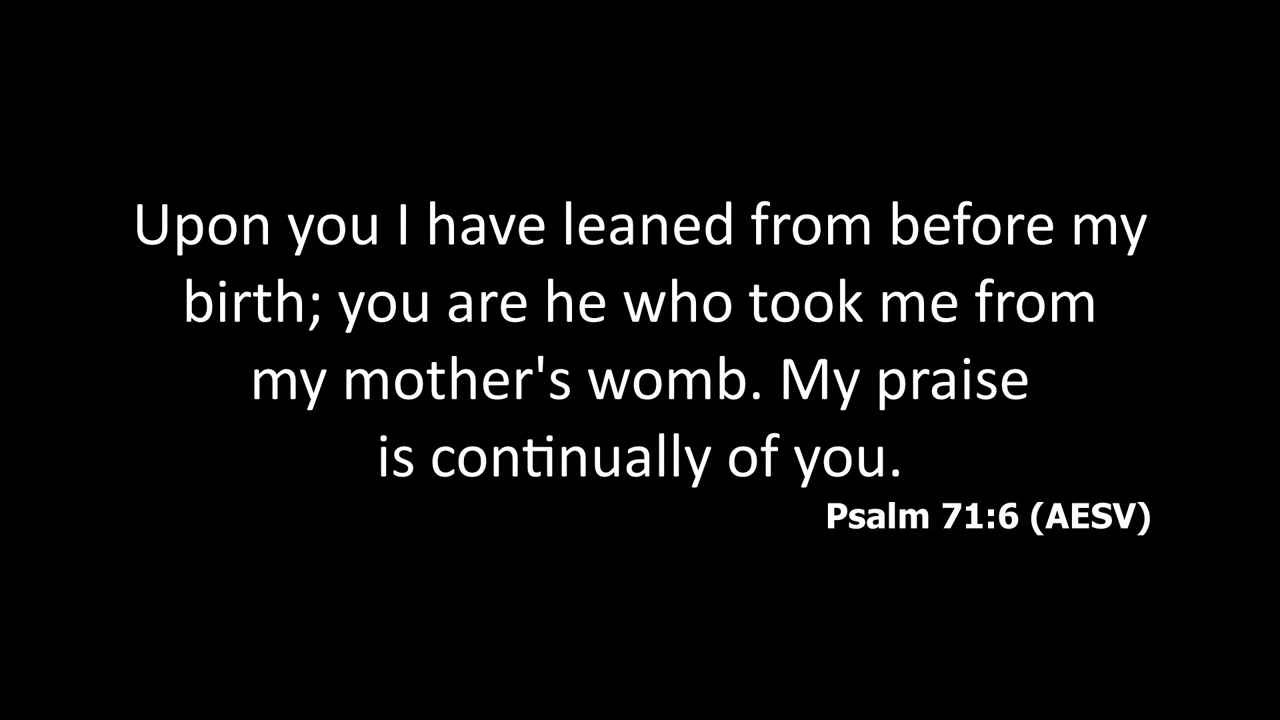 Upon you I have leaned from before my
birth; you are he who took me from
my mother's womb. My praise
is continually of you.
Psalm 71:6 (AESV)